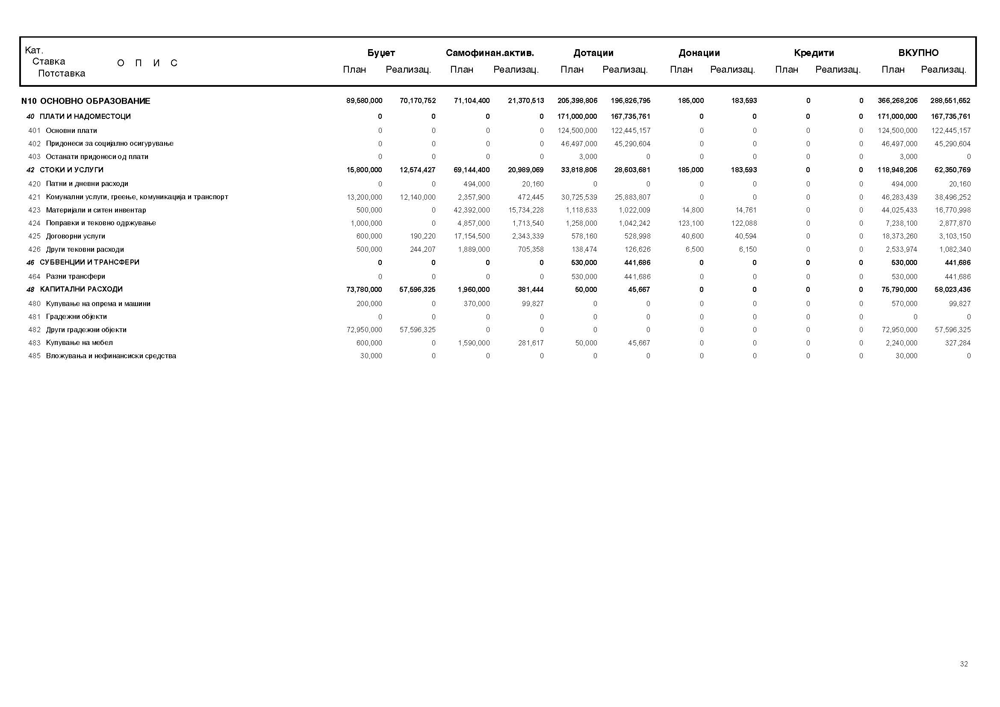 Кат.
Ставка
Потставка
О П И С
Буџет Самофинан.актив. Дотации Донации Кредити ВКУПНО
План Реализац. План Реализац. План Реализац. План Реализац. План Реализац. План Реализац.
N10 ОСНОВНО ОБРАЗОВАНИЕ 89,580,000 70,170,752 71,104,400 21,370,513 205,398,806 196,826,795 185,000 183,593 0 0 366,268,206 288,551,652
40 ПЛАТИ И НАДОМЕСТОЦИ 0 0 0 0 171,000,000 167,735,761 0 0 0 0 171,000,000 167,735,761
401 Основни плати 0 0 0 0 124,500,000 122,445,157 0 0 0 0 124,500,000 122,445,157
402 Придонеси за социјално осигурување 0 0 0 0 46,497,000 45,290,604 0 0 0 0 46,497,000 45,290,604
403 Останати придонеси од плати 0 0 0 0 3,000 0 0 0 0 0 3,000 0
42 СТОКИ И УСЛУГИ 15,800,000 12,574,427 69,144,400 20,989,069 33,818,806 28,603,681 185,000 183,593 0 0 118,948,206 62,350,769
420 Патни и дневни расходи 0 0 494,000 20,160 0 0 0 0 0 0 494,000 20,160
421 Комунални услуги, греење, комуникација и транспорт 13,200,000 12,140,000 2,357,900 472,445 30,725,539 25,883,807 0 0 0 0 46,283,439 38,496,252
423 Материјали и ситен инвентар 500,000 0 42,392,000 15,734,228 1,118,633 1,022,009 14,800 14,761 0 0 44,025,433 16,770,998
424 Поправки и тековно одржување 1,000,000 0 4,857,000 1,713,540 1,258,000 1,042,242 123,100 122,088 0 0 7,238,100 2,877,870
425 Договорни услуги 600,000 190,220 17,154,500 2,343,339 578,160 528,998 40,600 40,594 0 0 18,373,260 3,103,150
426 Други тековни расходи 500,000 244,207 1,889,000 705,358 138,474 126,626 6,500 6,150 0 0 2,533,974 1,082,340
46 СУБВЕНЦИИ И ТРАНСФЕРИ 0 0 0 0 530,000 441,686 0 0 0 0 530,000 441,686
464 Разни трансфери 0 0 0 0 530,000 441,686 0 0 0 0 530,000 441,686
48 КАПИТАЛНИ РАСХОДИ 73,780,000 57,596,325 1,960,000 381,444 50,000 45,667 0 0 0 0 75,790,000 58,023,436
480 Купување на опрема и машини 200,000 0 370,000 99,827 0 0 0 0 0 0 570,000 99,827
481 Градежни објекти 0 0 0 0 0 0 0 0 0 0 0 0
482 Други градежни објекти 72,950,000 57,596,325 0 0 0 0 0 0 0 0 72,950,000 57,596,325
483 Купување на мебел 600,000 0 1,590,000 281,617 50,000 45,667 0 0 0 0 2,240,000 327,284
485 Вложувања и нефинансиски средства 30,000 0 0 0 0 0 0 0 0 0 30,000 0
32